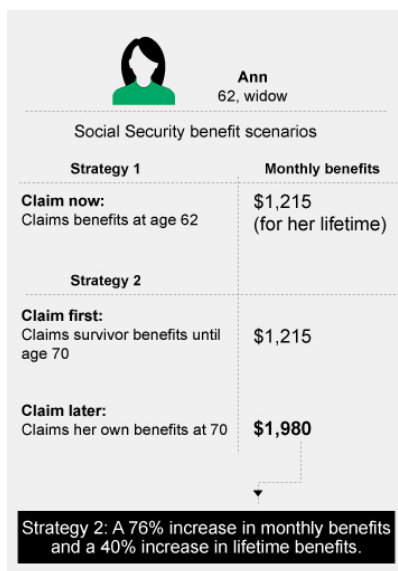 Ann
62, widow
Social Security benefit scenarios
Strategy 1
Monthly benefits
Claim now:
Claims benefits at age 62
$1,215
(for her lifetime)
Strategy 2
Claim first:
Claims survivor benefits until
age 70
$1,215
Claim later:
Claims her own benefits at 70
$1,980
Strategy 2: A 76% increase in monthly benefits
and a 40% increase in lifetime benefits.